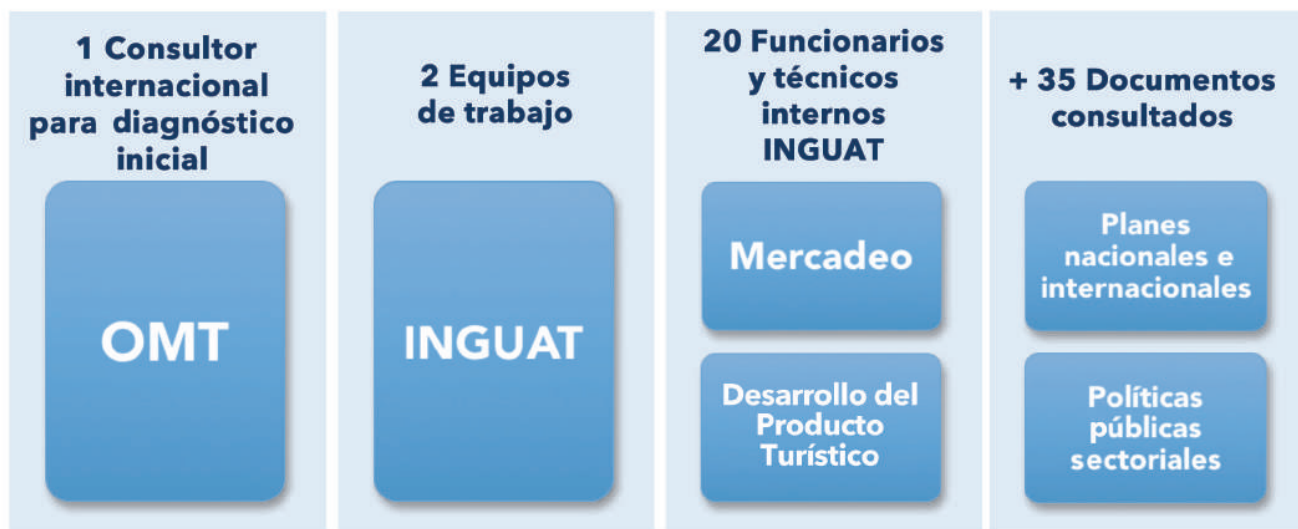 1 Consultor
internacional
para diagnóstico
inicial
OMT
2 Equipos
de trabajo
INGUAT
20 Funcionarios
y técnicos
internos
INGUAT
Mercadeo
Desarrollo del
Producto
Turístico
+ 35 Documentos
consultados
Planes
nacionales e
internacionales
Políticas
públicas
sectoriales